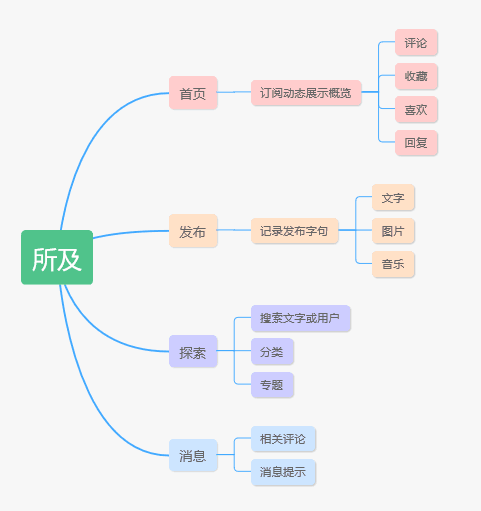 所及
首页
订阅动态展示概览
评论
收藏
喜欢
回复
发布
记录发布字句
文字
图片
音乐
探索
搜索文字或用户
分类
专题
消息
相关评论
消息提示